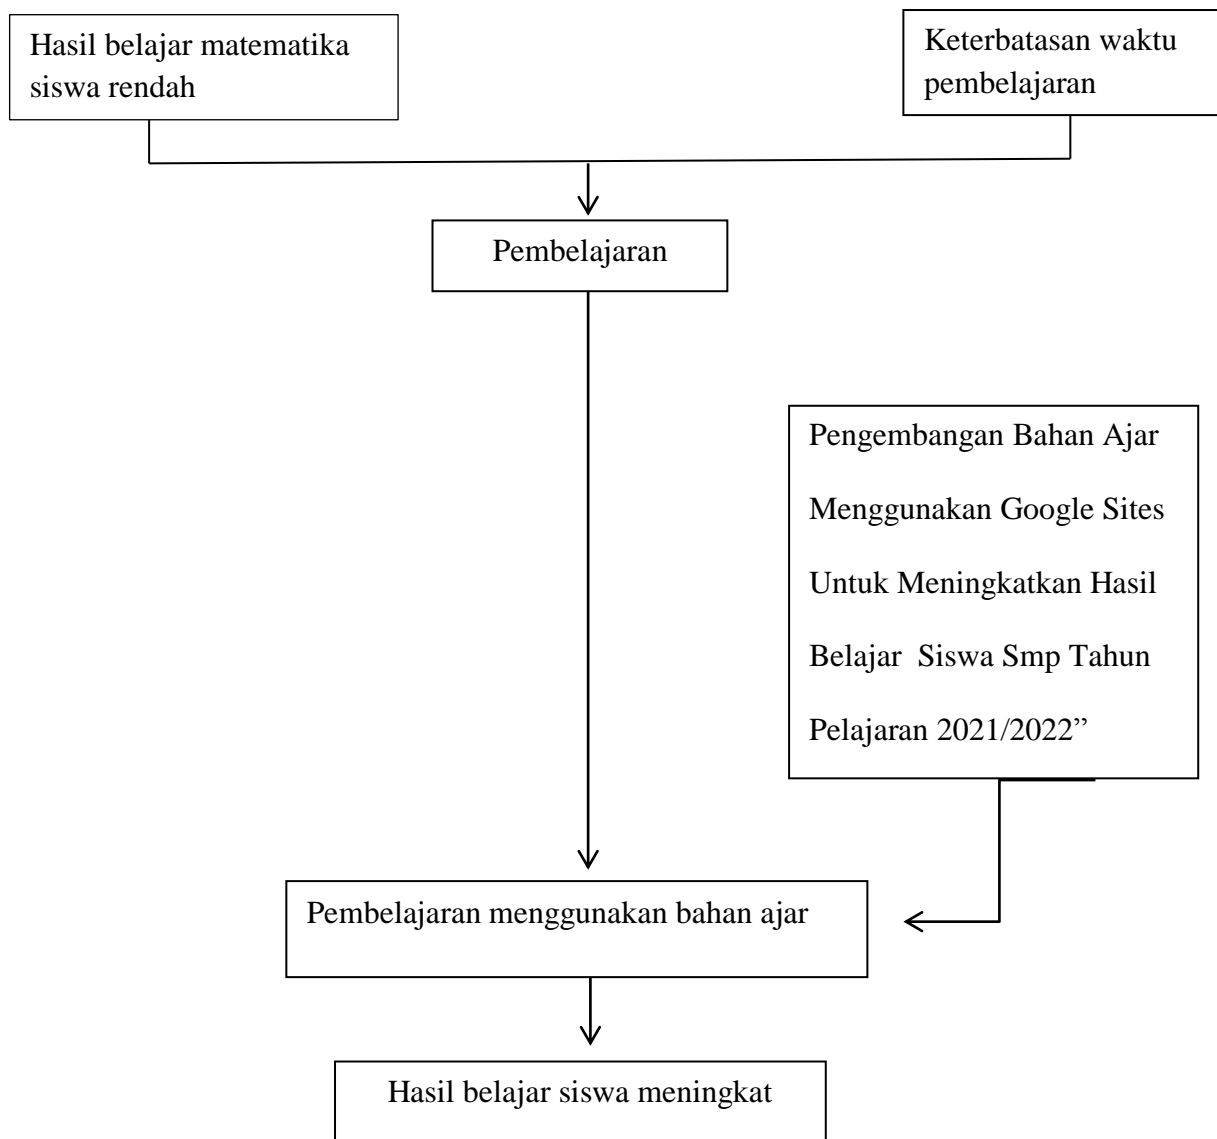 Hasil belajar matematika
siswa rendah
Keterbatasan waktu
pembelajaran
Pembelajaran
Pengembangan Bahan Ajar
Menggunakan Google Sites
Untuk Meningkatkan Hasil
Belajar  Siswa Smp Tahun
Pelajaran 2021/2022”
Pembelajaran menggunakan bahan ajar
Hasil belajar siswa meningkat